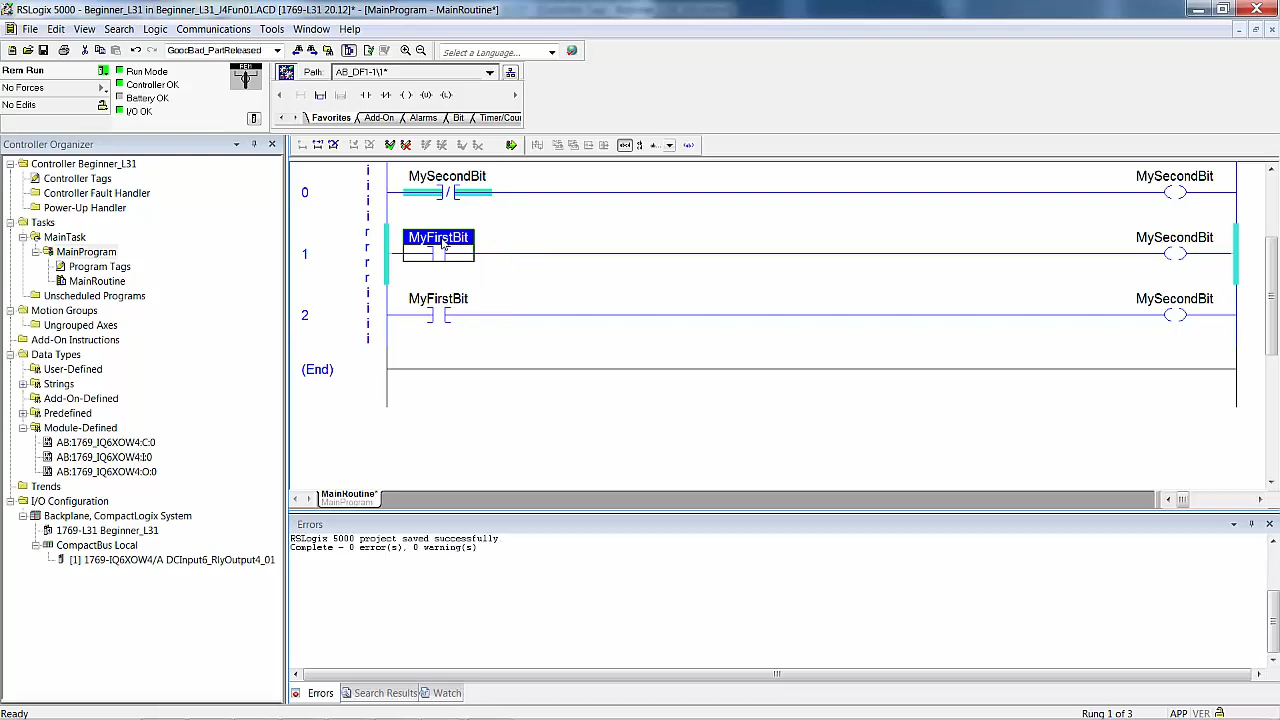 RSLogix 5000 - Beginner_L31 in Beginner_L31_J4Fun01.ACD [1769-L31 20.12]* - [MainProgram - MainRoutine*]
File Edit View Search Logic Communications Tools Window Help
GoodBad_PartReleased
Select a Language...
Rem Run
No Forces
No Edits
Run Mode
Controller OK
Battery OK
I/O OK
REM
Path: AB_DF1-1\1*
Favorites Add-On Alarms Bit Timer/Cou
Controller Organizer
Controller Beginner_L31
Controller Tags
Controller Fault Handler
Power-Up Handler
Tasks
MainTask
MainProgram
Program Tags
MainRoutine
Unscheduled Programs
Motion Groups
Ungrouped Axes
Add-On Instructions
Data Types
User-Defined
Strings
Add-On-Defined
Predefined
Module-Defined
AB:1769_IQ6XOW4:C:0
AB:1769_IQ6XOW4:I:0
AB:1769_IQ6XOW4:O:0
Trends
I/O Configuration
Backplane, CompactLogix System
1769-L31 Beginner_L31
CompactBus Local
[1] 1769-IQ6XOW4/A DCInput6_RlyOutput4_01
MySecondBit MySecondBit
0
i
i
i
i
MyFirstBit MySecondBit
1
r
r
r
r
MyFirstBit MySecondBit
2
i
i
i
i
(End)
MainRoutine*
MainProgram
Errors
RSLogix 5000 project saved successfully
Complete - 0 error(s), 0 warning(s)
Errors Search Results Watch
Ready Rung 1 of 3 APP VER